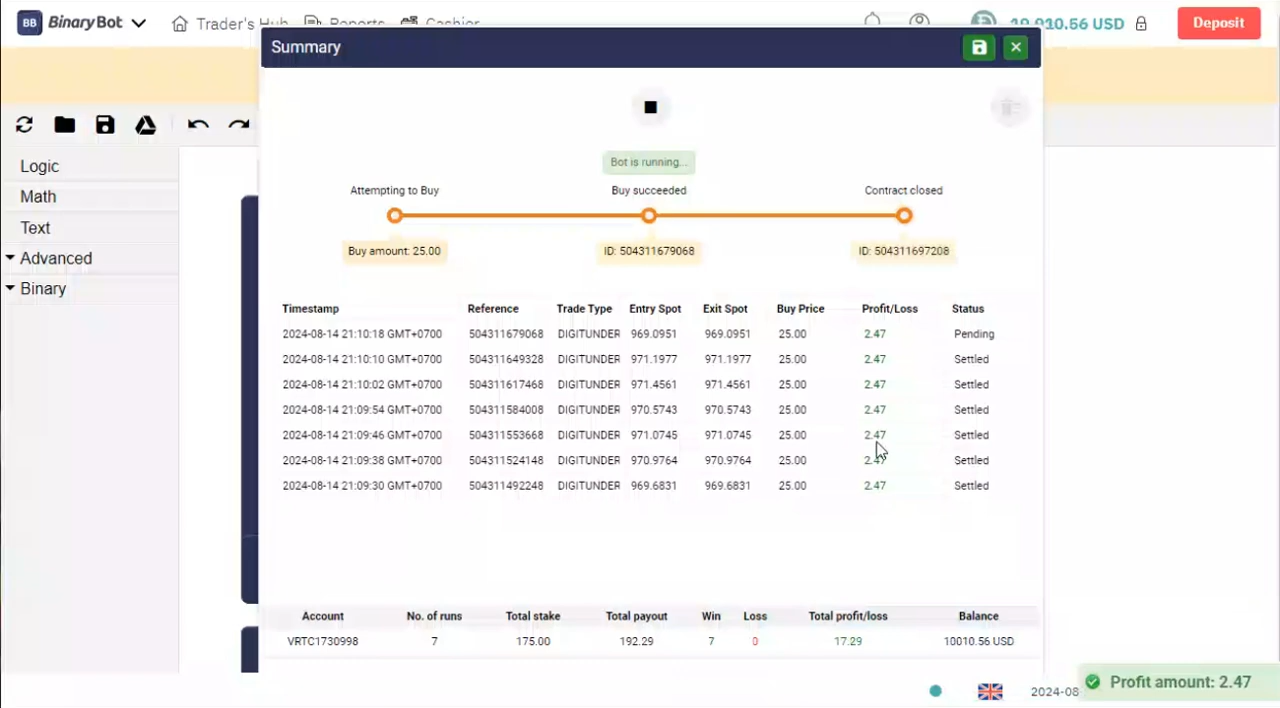 BB BinaryBot Trader's Hub Reports Cashier 10,010.56 USD Deposit
Summary
Logic
Math
Text
Advanced
Binary
Bot is running...
Attempting to Buy Buy succeeded Contract closed
Buy amount: 25.00 ID: 504311679068 ID: 504311697208
Timestamp Reference Trade Type Entry Spot Exit Spot Buy Price Profit/Loss Status
2024-08-14 21:10:18 GMT+0700 504311679068 DIGITUNDER 969.0951 969.0951 25.00 2.47 Pending
2024-08-14 21:10:10 GMT+0700 504311649328 DIGITUNDER 971.1977 971.1977 25.00 2.47 Settled
2024-08-14 21:10:02 GMT+0700 504311617468 DIGITUNDER 971.4561 971.4561 25.00 2.47 Settled
2024-08-14 21:09:54 GMT+0700 504311584008 DIGITUNDER 970.5743 970.5743 25.00 2.47 Settled
2024-08-14 21:09:46 GMT+0700 504311553668 DIGITUNDER 971.0745 971.0745 25.00 2.47 Settled
2024-08-14 21:09:38 GMT+0700 504311524148 DIGITUNDER 970.9764 970.9764 25.00 2.47 Settled
2024-08-14 21:09:30 GMT+0700 504311492248 DIGITUNDER 969.6831 969.6831 25.00 2.47 Settled
Account No. of runs Total stake Total payout Win Loss Total profit/loss Balance
VRTC1730998 7 175.00 192.29 7 0 17.29 10010.56 USD
2024-08 Profit amount: 2.47